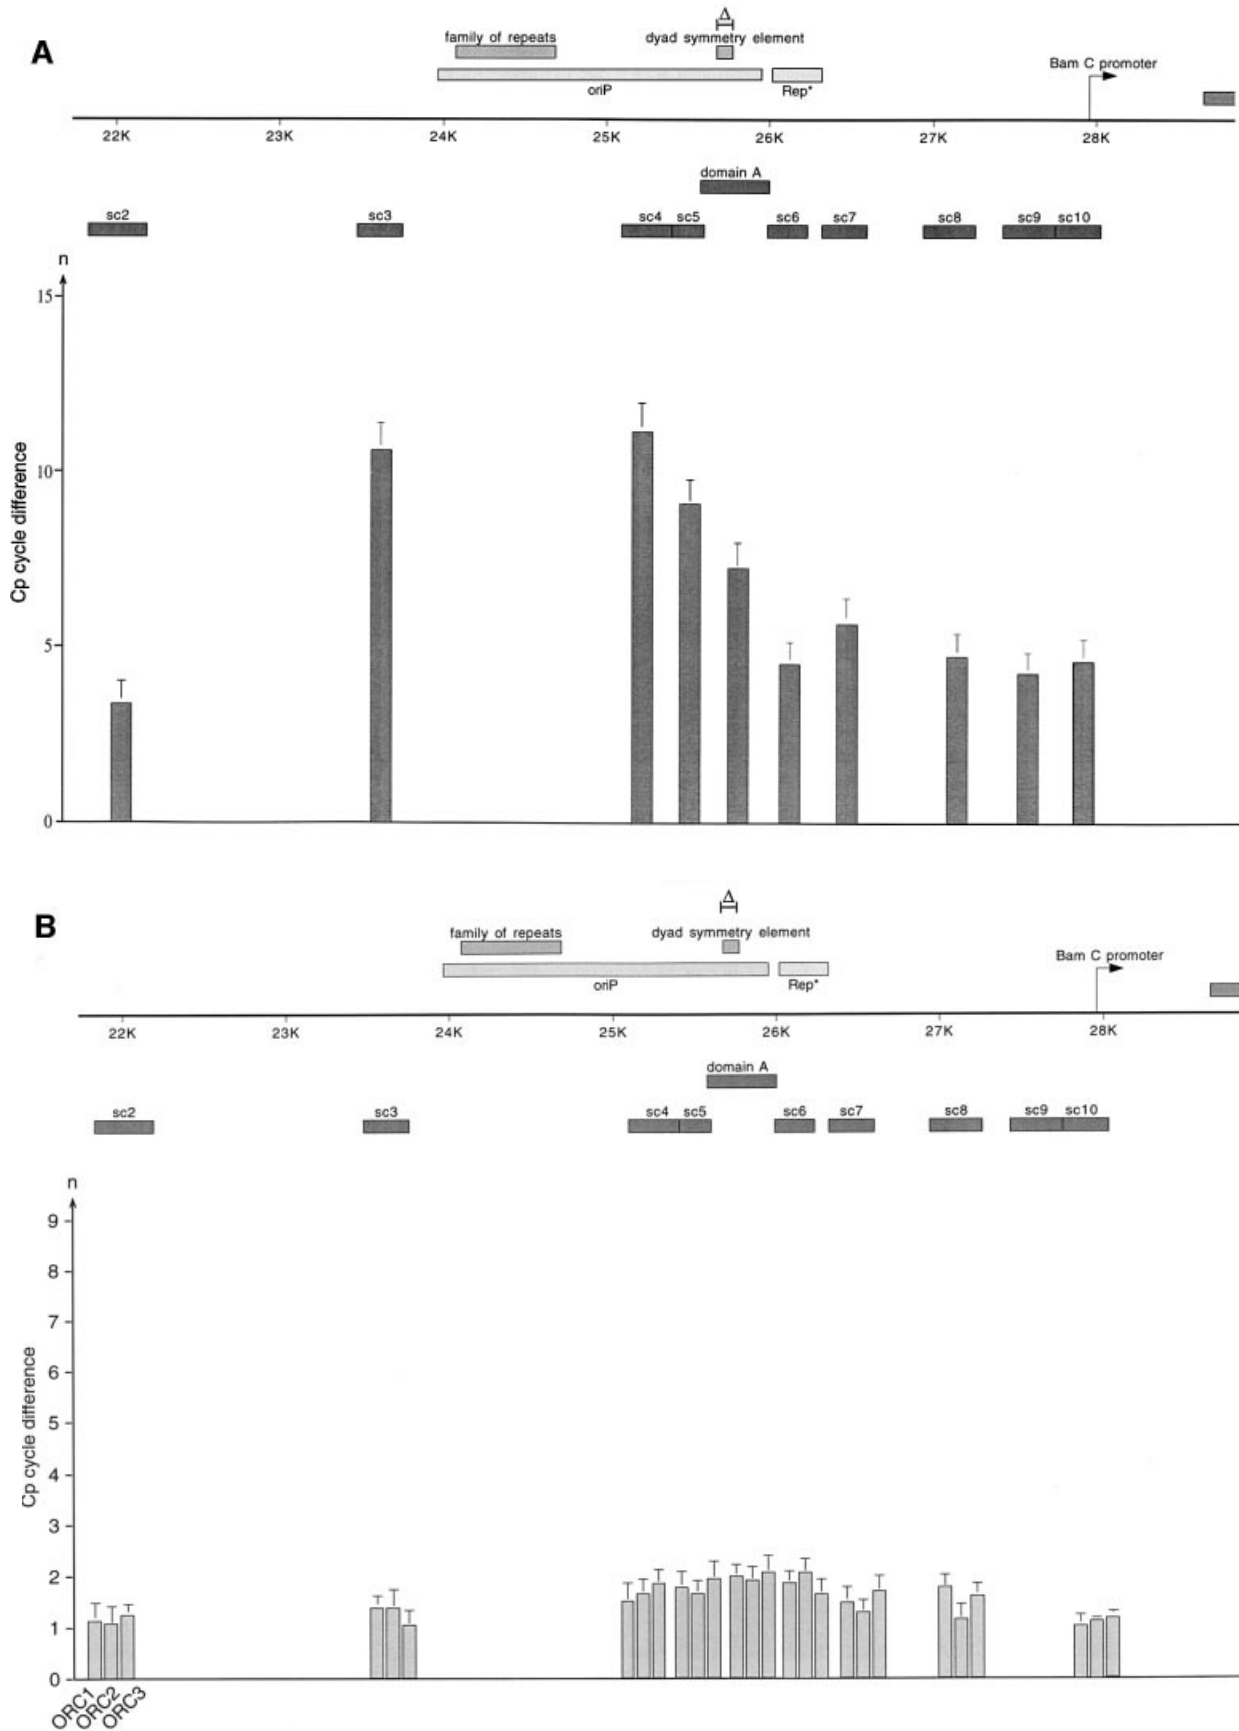 A
Δ
family of repeats
dyad symmetry element
Bam C promoter
oriP
Rep*
22K 23K 24K 25K 26K 27K 28K
domain A
sc2 sc3 sc4 sc5 sc6 sc7 sc8 sc9 sc10
n
15
10
5
0
Cp cycle difference
B
Δ
family of repeats
dyad symmetry element
Bam C promoter
oriP
Rep*
22K 23K 24K 25K 26K 27K 28K
domain A
sc2 sc3 sc4 sc5 sc6 sc7 sc8 sc9 sc10
n
9
8
7
6
5
4
3
2
1
0
Cp cycle difference
ORC1
ORC2
ORC3